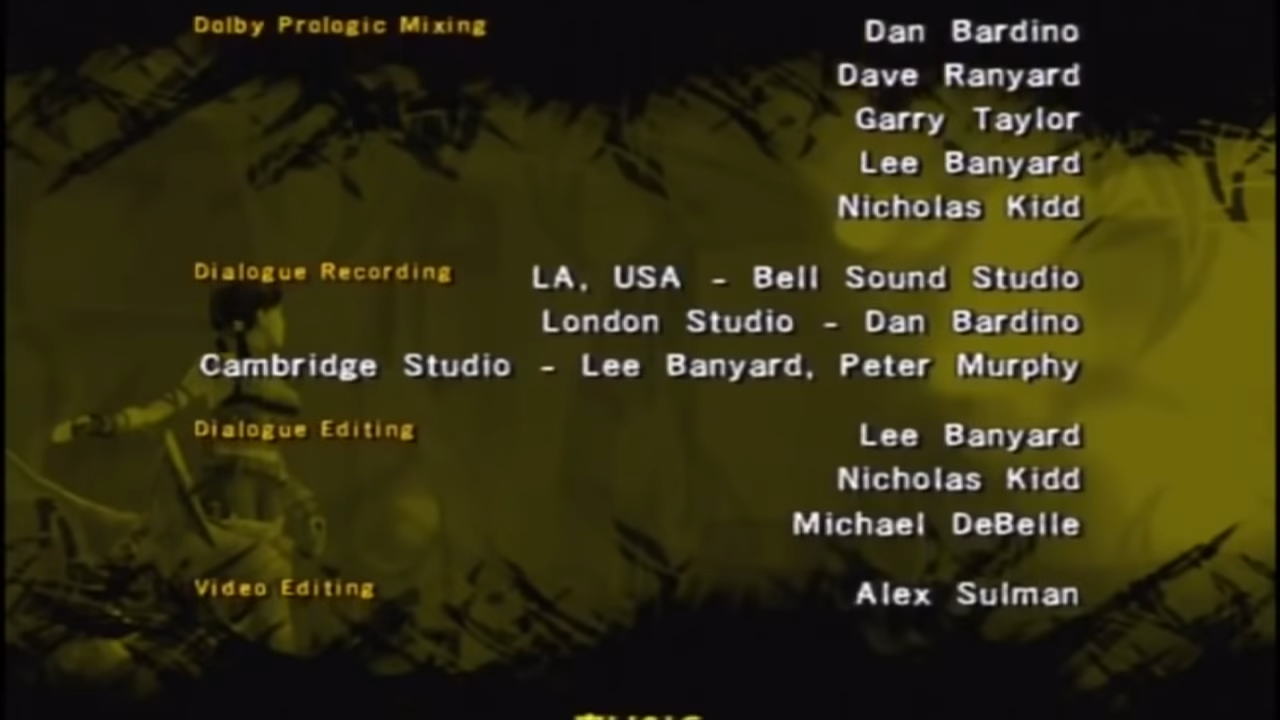 Dolby Prologic Mixing Dan Bardino
Dave Ranyard
Garry Taylor
Lee Banyard
Nicholas Kidd
Dialogue Recording LA, USA - Bell Sound Studio
London Studio - Dan Bardino
Cambridge Studio - Lee Banyard, Peter Murphy
Dialogue Editing Lee Banyard
Nicholas Kidd
Michael DeBelle
Video Editing Alex Sulman